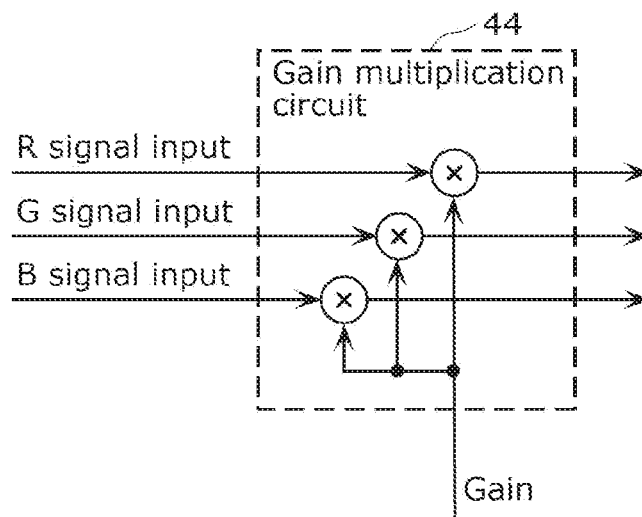 44
Gain multiplication
circuit
R signal input
×
G signal input
×
B signal input
×
Gain